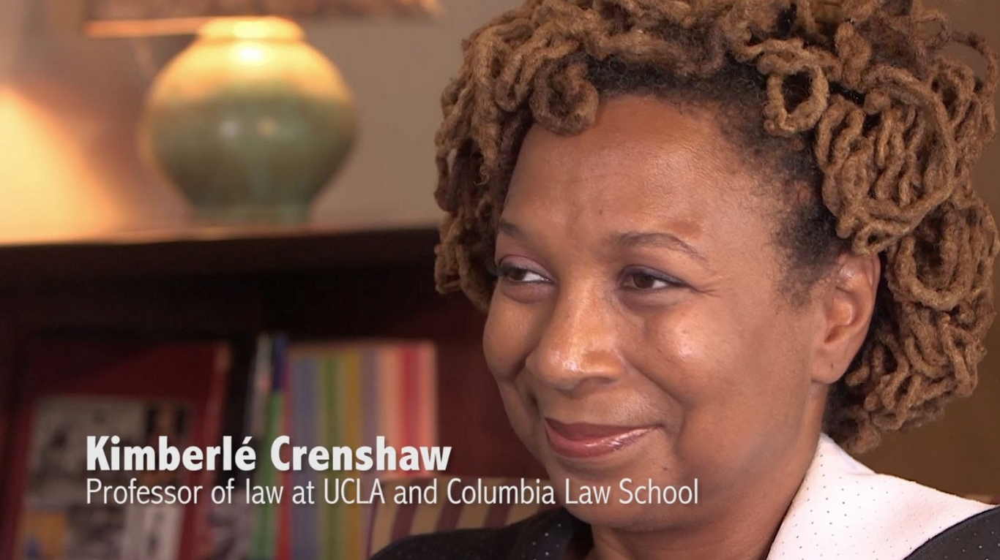 Kimberlé Crenshaw
Professor of law at UCLA and Columbia Law School